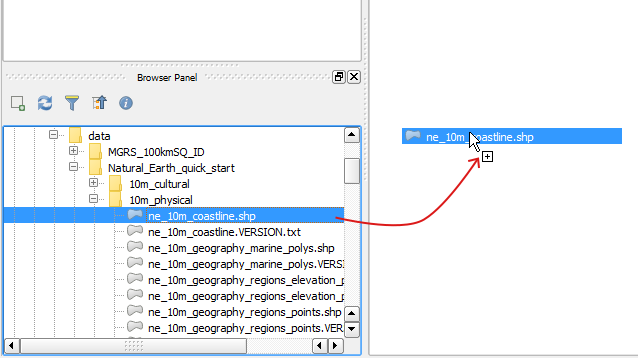 Browser Panel
data
MGRS_100kmSQ_ID
Natural_Earth_quick_start
10m_cultural
10m_physical
ne_10m_coastline.shp
ne_10m_coastline.VERSION.txt
ne_10m_geography_marine_polys.shp
ne_10m_geography_marine_polys.VERSI
ne_10m_geography_regions_elevation_p
ne_10m_geography_regions_elevation_p
ne_10m_geography_regions_points.shp
ne_10m_geography_regions_points.VER
ne_10m_coastline.shp